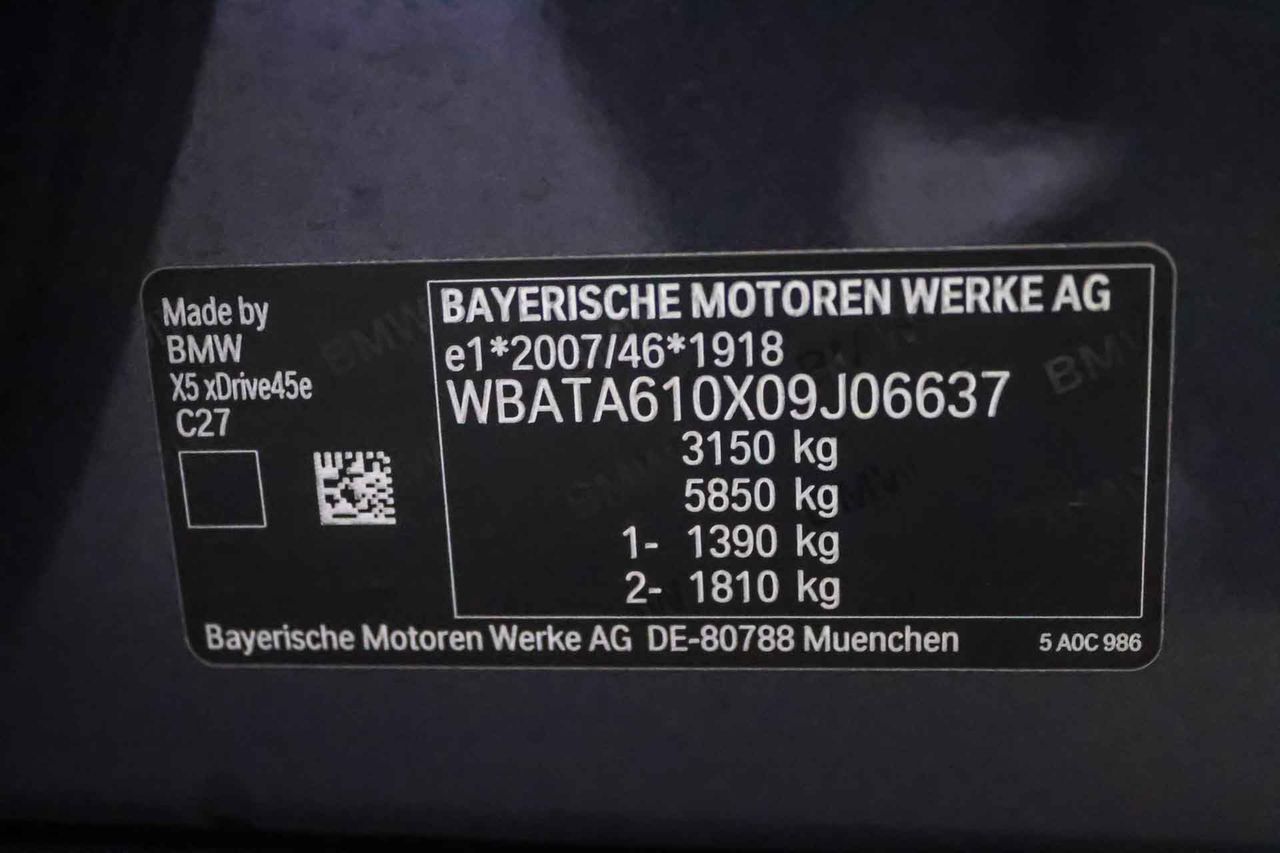 Made by
BMW
X5 xDrive45e
C27
BAYERISCHE MOTOREN WERKE AG
e1*2007/46*1918
WBATA610X09J06637
3150 kg
5850 kg
1- 1390 kg
2- 1810 kg
Bayerische Motoren Werke AG DE-80788 Muenchen
5 A0C 986